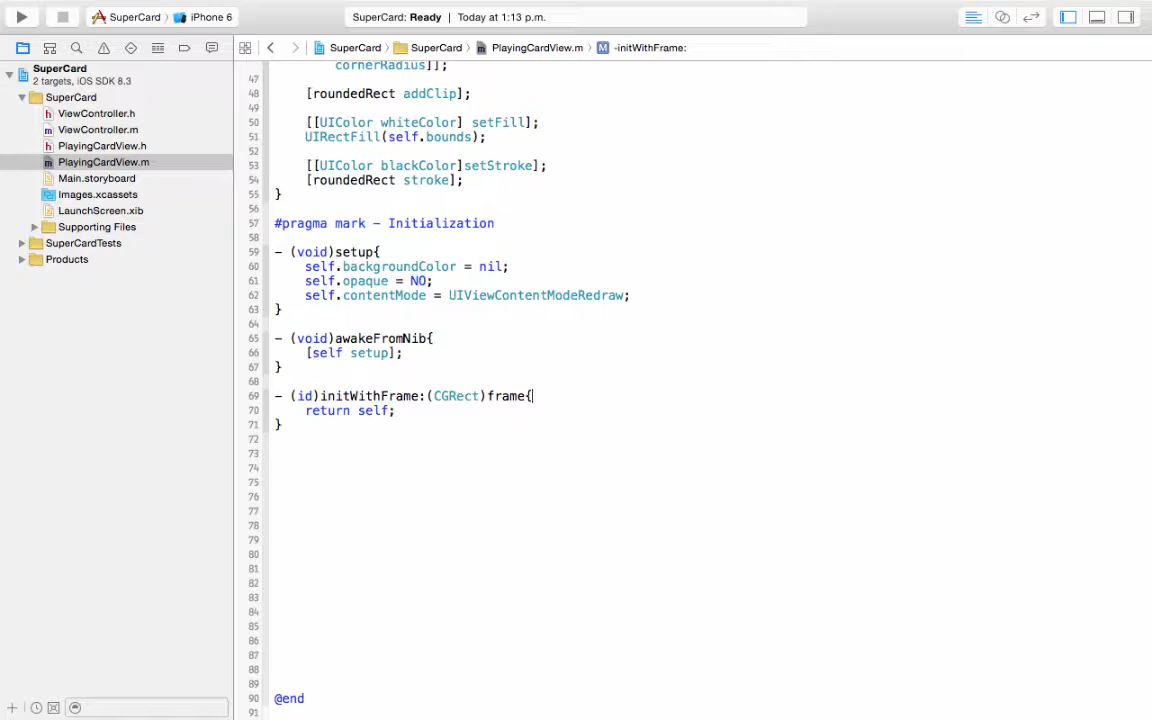 SuperCard
iPhone 6
SuperCard: Ready | Today at 1:13 p.m.
SuperCard
SuperCard
PlayingCardView.m
M
-initWithFrame:
SuperCard
2 targets, iOS SDK 8.3
SuperCard
h ViewController.h
m ViewController.m
h PlayingCardView.h
m PlayingCardView.m
Main.storyboard
Images.xcassets
LaunchScreen.xib
Supporting Files
SuperCardTests
Products
cornerRadius]];
47
48 [roundedRect addClip];
49
50 [[UIColor whiteColor] setFill];
51 UIRectFill(self.bounds);
52
53 [[UIColor blackColor]setStroke];
54 [roundedRect stroke];
55 }
56
57 #pragma mark - Initialization
58
59 - (void)setup{
60 self.backgroundColor = nil;
61 self.opaque = NO;
62 self.contentMode = UIViewContentModeRedraw;
63 }
64
65 - (void)awakeFromNib{
66 [self setup];
67 }
68
69 - (id)initWithFrame:(CGRect)frame{
70 return self;
71 }
72
73
74
75
76
77
78
79
80
81
82
83
84
85
86
87
88
89
90 @end
91